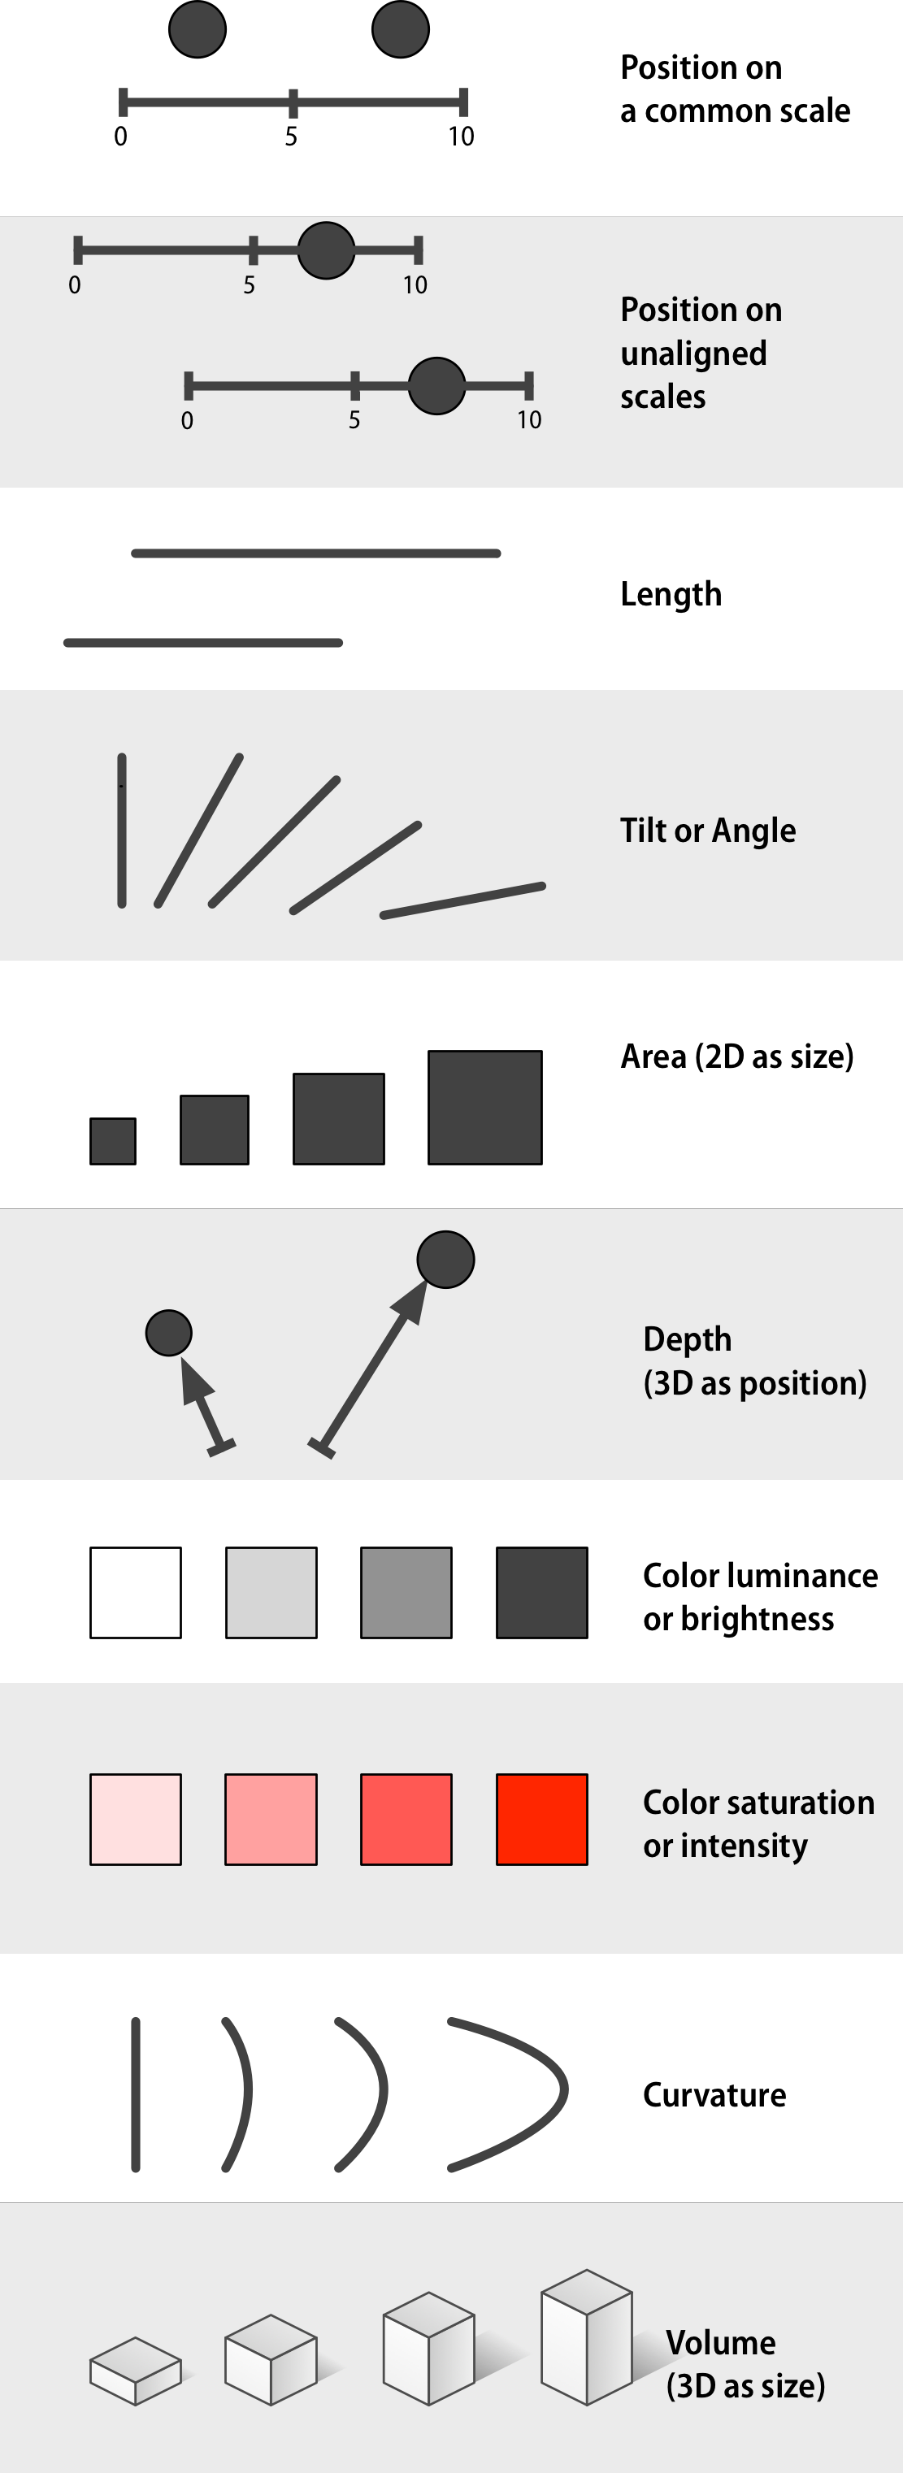 Position on
a common scale
0 5 10
0 5 10
Position on
unaligned
scales
0 5 10
Length
Tilt or Angle
Area (2D as size)
Depth
(3D as position)
Color luminance
or brightness
Color saturation
or intensity
Curvature
Volume
(3D as size)